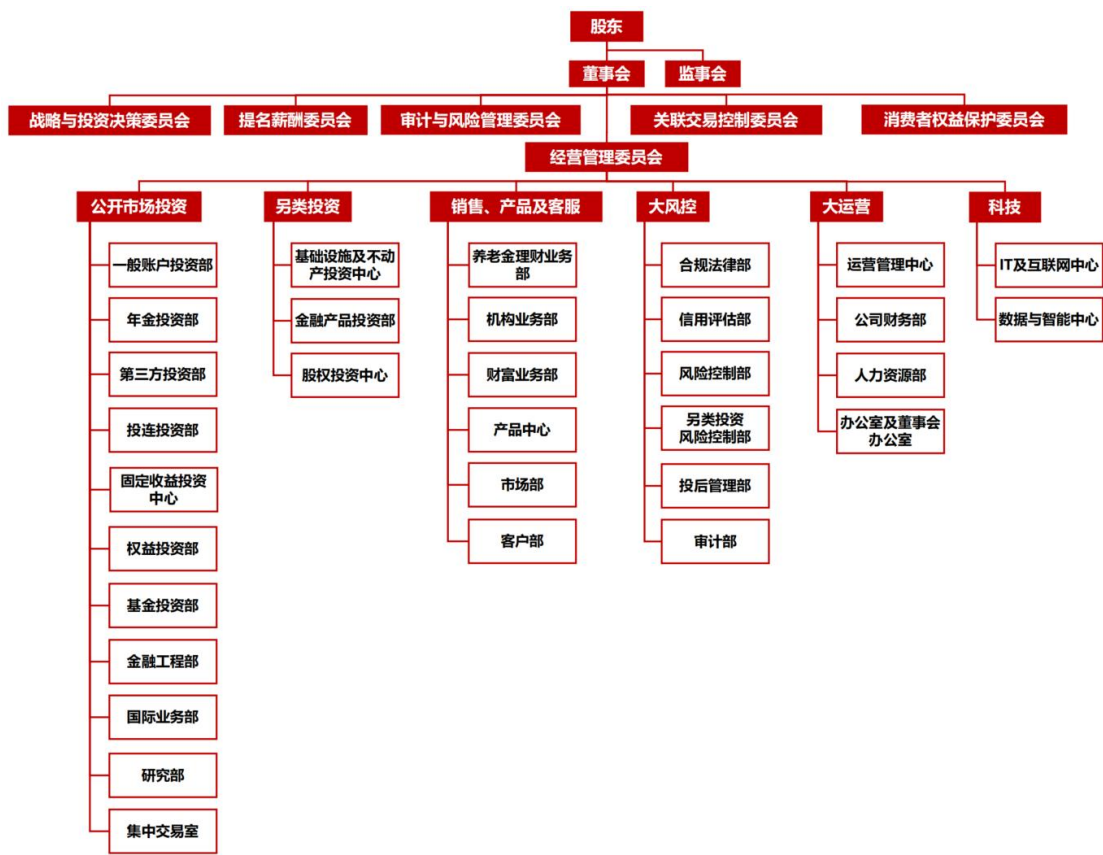 股东
董事会
监事会
战略与投资决策委员会
提名薪酬委员会
审计与风险管理委员会
关联交易控制委员会
消费者权益保护委员会
经营管理委员会
公开市场投资
另类投资
销售、产品及客服
大风控
大运营
科技
一般账户投资部
年金投资部
第三方投资部
投连投资部
固定收益投资
中心
权益投资部
基金投资部
金融工程部
国际业务部
研究部
集中交易室
基础设施及不动
产投资中心
金融产品投资部
股权投资中心
养老金理财业务
部
机构业务部
财富业务部
产品中心
市场部
客户部
合规法律部
信用评估部
风险控制部
另类投资
风险控制部
投后管理部
审计部
运营管理中心
公司财务部
人力资源部
办公室及董事会
办公室
IT及互联网中心
数据与智能中心